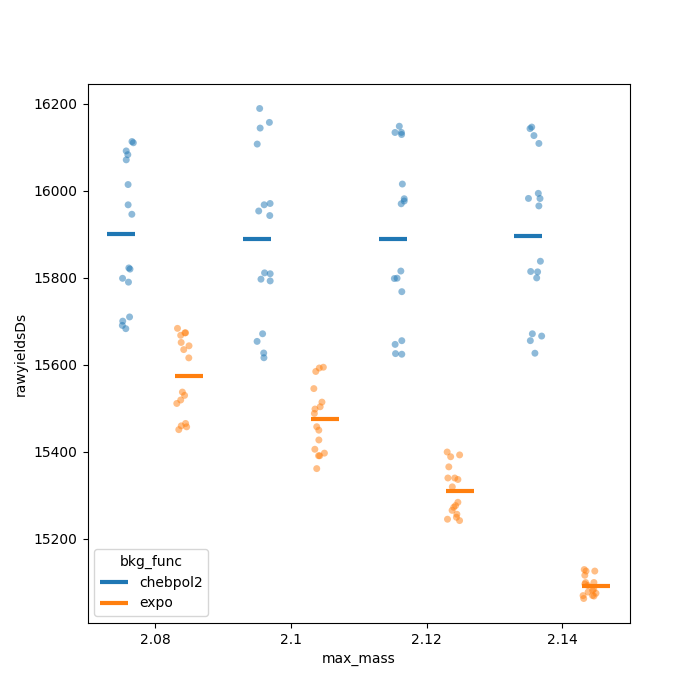 16200
16000
15800
15600
15400
15200
rawyieldsDs
bkg_func
chebpol2
expo
2.08
2.1
2.12
2.14
max_mass